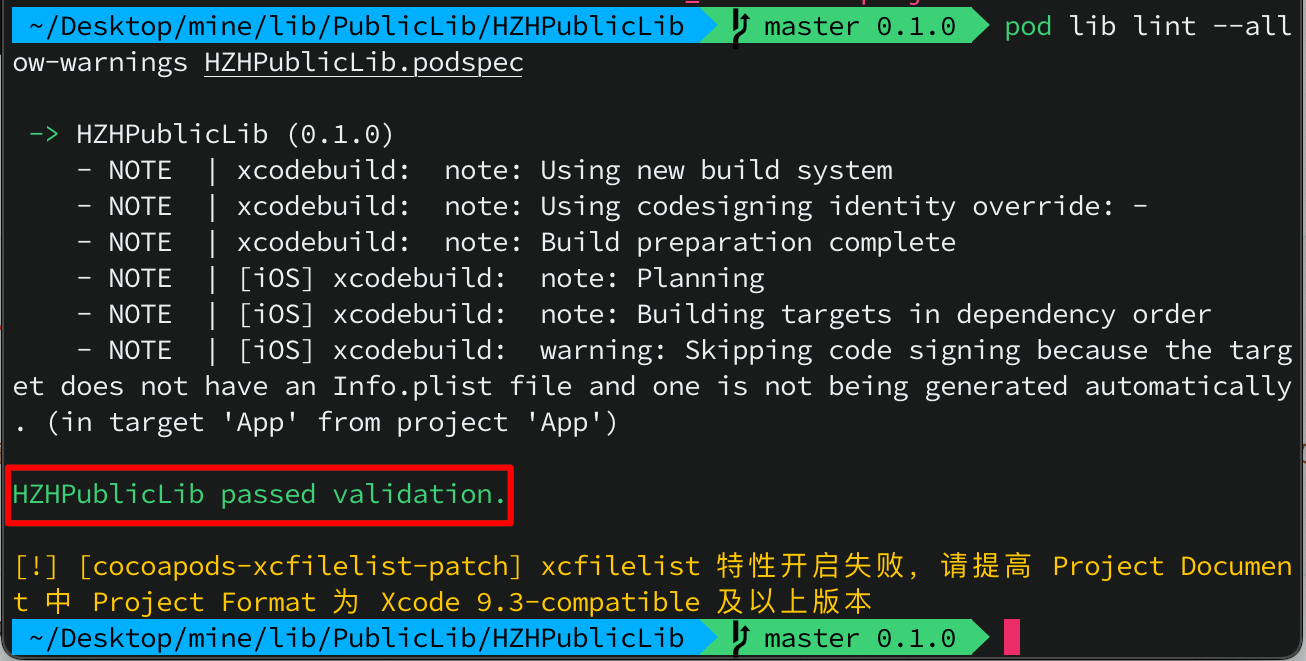 ~/Desktop/mine/lib/PublicLib/HZHPublicLib master 0.1.0 pod lib lint --all
ow-warnings HZHPublicLib.podspec
-> HZHPublicLib (0.1.0)
- NOTE | xcodebuild: note: Using new build system
- NOTE | xcodebuild: note: Using codesigning identity override: -
- NOTE | xcodebuild: note: Build preparation complete
- NOTE | [iOS] xcodebuild: note: Planning
- NOTE | [iOS] xcodebuild: note: Building targets in dependency order
- NOTE | [iOS] xcodebuild: warning: Skipping code signing because the targ
et does not have an Info.plist file and one is not being generated automatically
. (in target 'App' from project 'App')
HZHPublicLib passed validation.
[!] [cocoapods-xcfilelist-patch] xcfilelist 特性开启失败, 请提高 Project Documen
t 中 Project Format 为 Xcode 9.3-compatible 及以上版本
~/Desktop/mine/lib/PublicLib/HZHPublicLib master 0.1.0